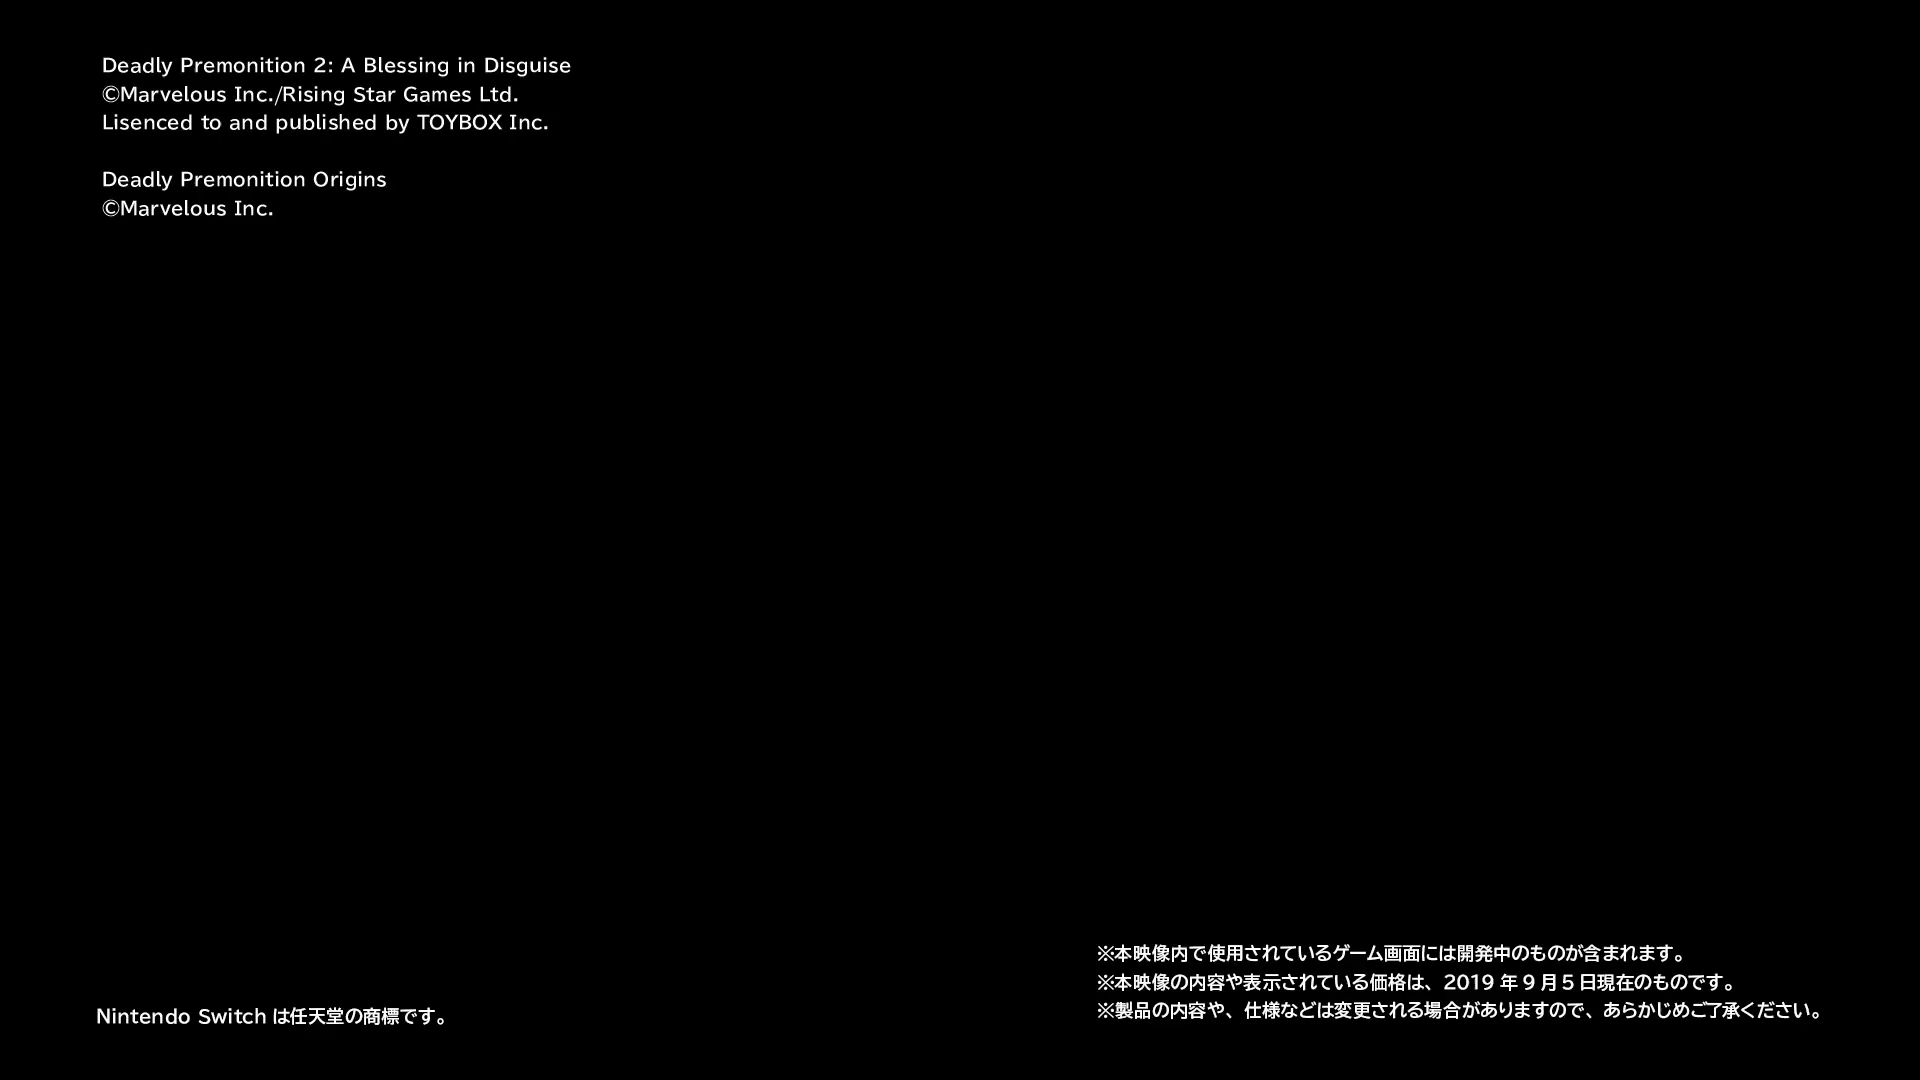 Deadly Premonition 2: A Blessing in Disguise
©Marvelous Inc./Rising Star Games Ltd.
Lisenced to and published by TOYBOX Inc.
Deadly Premonition Origins
©Marvelous Inc.
Nintendo Switch は任天堂の商標です。
※本映像内で使用されているゲーム画面には開発中のものが含まれます。
※本映像の内容や表示されている価格は、2019 年 9 月 5 日現在のものです。
※製品の内容や、仕様などは変更される場合がありますので、あらかじめご了承ください。